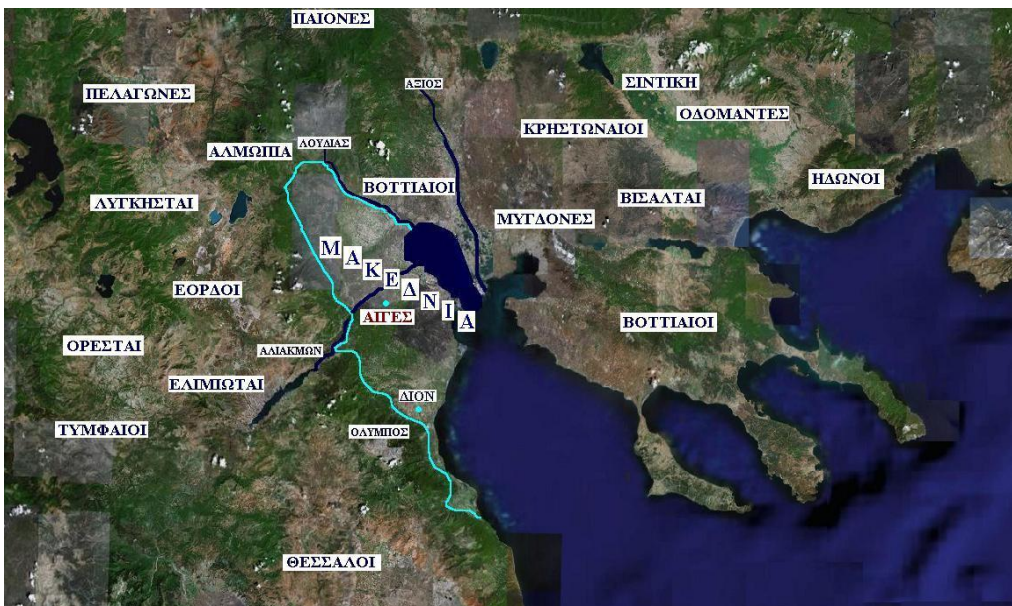 ΠΑΙΟΝΕΣ
ΑΞΙΟΣ
ΣΙΝΤΙΚΗ
ΠΕΛΑΓΩΝΕΣ
ΟΔΟΜΑΝΤΕΣ
ΚΡΗΣΤΩΝΑΙΟΙ
ΛΟΥΔΙΑΣ
ΑΛΜΩΠΙΑ
ΗΔΩΝΟΙ
ΒΟΤΤΙΑΙΟΙ
ΒΙΣΑΛΤΑΙ
ΛΥΓΚΗΣΤΑΙ
ΜΥΓΔΟΝΕΣ
ΜΑΚΕΔΝΙΑ
ΕΟΡΔΟΙ
ΑΙΓΕΣ
ΒΟΤΤΙΑΙΟΙ
ΟΡΕΣΤΑΙ
ΑΛΙΑΚΜΩΝ
ΕΛΙΜΙΩΤΑΙ
ΔΙΟΝ
ΤΥΜΦΑΙΟΙ
ΟΛΥΜΠΟΣ
ΘΕΣΣΑΛΟΙ